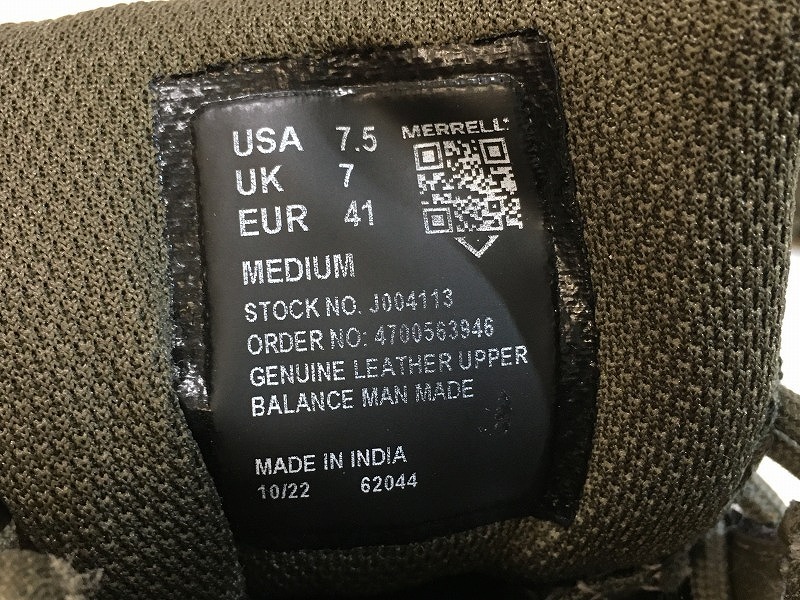 USA 7.5
UK 7
EUR 41
MERRELL
MEDIUM
STOCK NO. J004113
ORDER NO: 4700563946
GENUINE LEATHER UPPER
BALANCE MAN MADE
MADE IN INDIA
10/22 62044